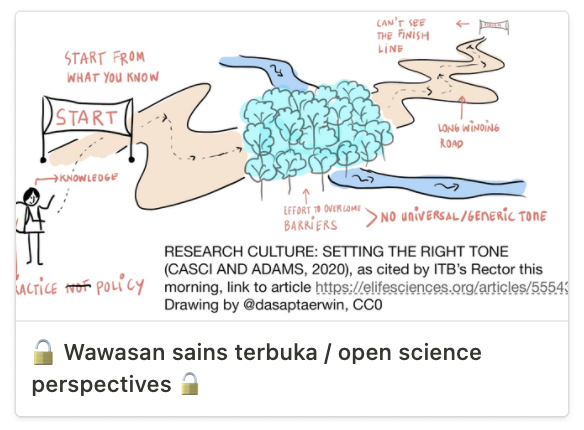 CAN'T SEE
THE FINISH
LINE
START FROM
WHAT YOU KNOW
START
LONG WINDING
ROAD
KNOWLEDGE
EFFORT TO OVERCOME
BARRIERS
NO UNIVERSAL/GENERIC TONE
ACTICE NOT POLICY
RESEARCH CULTURE: SETTING THE RIGHT TONE
(CASCI AND ADAMS, 2020), as cited by ITB's Rector this
morning, link to article https://elifesciences.org/articles/5554
Drawing by @dasaptaerwin, CC0
🔓 Wawasan sains terbuka / open science
perspectives 🔓